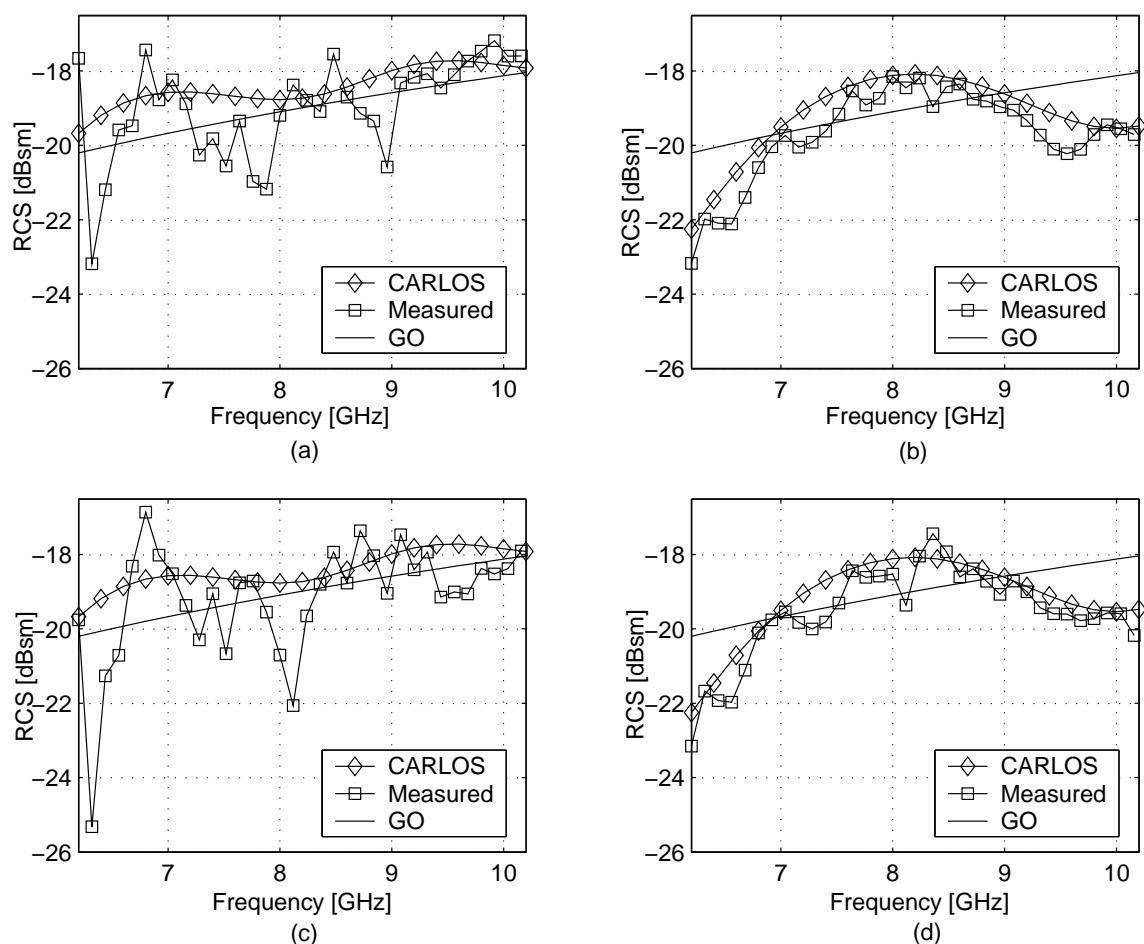 −18
−20
−22
−24
−26
RCS [dBsm]
CARLOS
Measured
GO
7 8 9 10
Frequency [GHz]
(a)
−18
−20
−22
−24
−26
RCS [dBsm]
CARLOS
Measured
GO
7 8 9 10
Frequency [GHz]
(b)
−18
−20
−22
−24
−26
RCS [dBsm]
CARLOS
Measured
GO
7 8 9 10
Frequency [GHz]
(c)
−18
−20
−22
−24
−26
RCS [dBsm]
CARLOS
Measured
GO
7 8 9 10
Frequency [GHz]
(d)